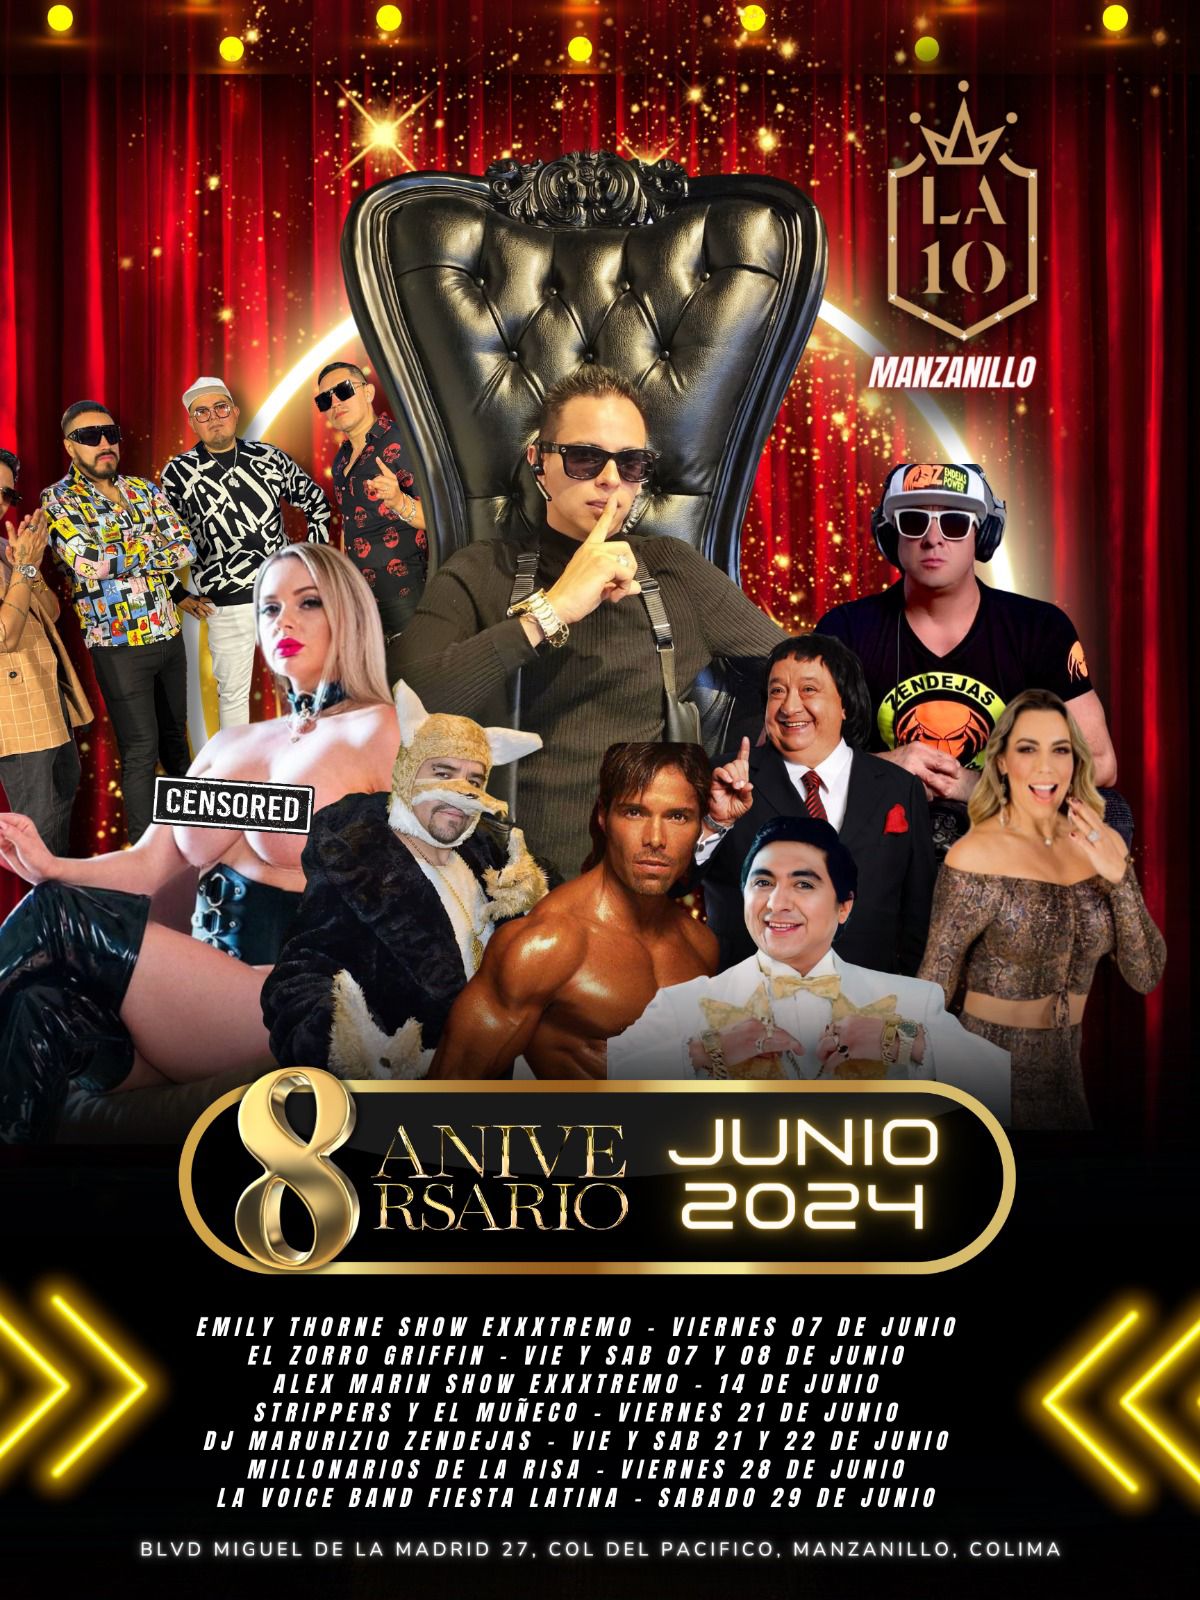 LA
10
MANZANILLO
ENDEJAS
POWER
ZENDEJAS
CENSORED
8 ANIVE
RSARIO
JUNIO
2024
EMILY THORNE SHOW EXXXTREMO - VIERNES 07 DE JUNIO
EL ZORRO GRIFFIN - VIE Y SAB 07 Y 08 DE JUNIO
ALEX MARIN SHOW EXXXTREMO - 14 DE JUNIO
STRIPPERS Y EL MUÑECO - VIERNES 21 DE JUNIO
DJ MARURIZIO ZENDEJAS - VIE Y SAB 21 Y 22 DE JUNIO
MILLONARIOS DE LA RISA - VIERNES 28 DE JUNIO
LA VOICE BAND FIESTA LATINA - SABADO 29 DE JUNIO
BLVD MIGUEL DE LA MADRID 27, COL DEL PACIFICO, MANZANILLO, COLIMA